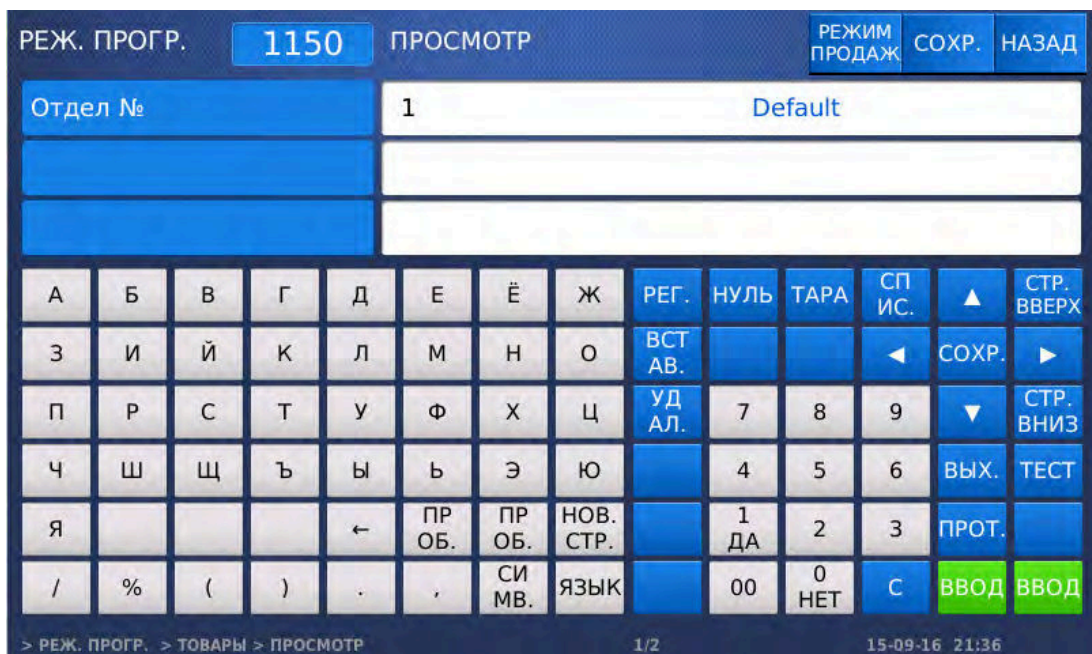 РЕЖ. ПРОГР. 1150 ПРОСМОТР РЕЖИМ ПРОДАЖ СОХР. НАЗАД
Отдел № 1 Default
А Б В Г Д Е Ё Ж РЕГ. НУЛЬ ТАРА СП ИС. ▲ СТР. ВВЕРХ
З И Й К Л М Н О ВСТ АВ. ◀ СОХР. ▶
П Р С Т У Ф Х Ц УД АЛ. 7 8 9 ▼ СТР. ВНИЗ
Ч Ш Щ Ъ Ы Ь Э Ю 4 5 6 ВЫХ. ТЕСТ
Я ← ПР ОБ. ПР ОБ. НОВ. СТР. 1 ДА 2 3 ПРОТ.
/ % ( ) . , СИ МВ. ЯЗЫК 00 0 НЕТ С ВВОД ВВОД
> РЕЖ. ПРОГР. > ТОВАРЫ > ПРОСМОТР 1/2 15-09-16 21:36